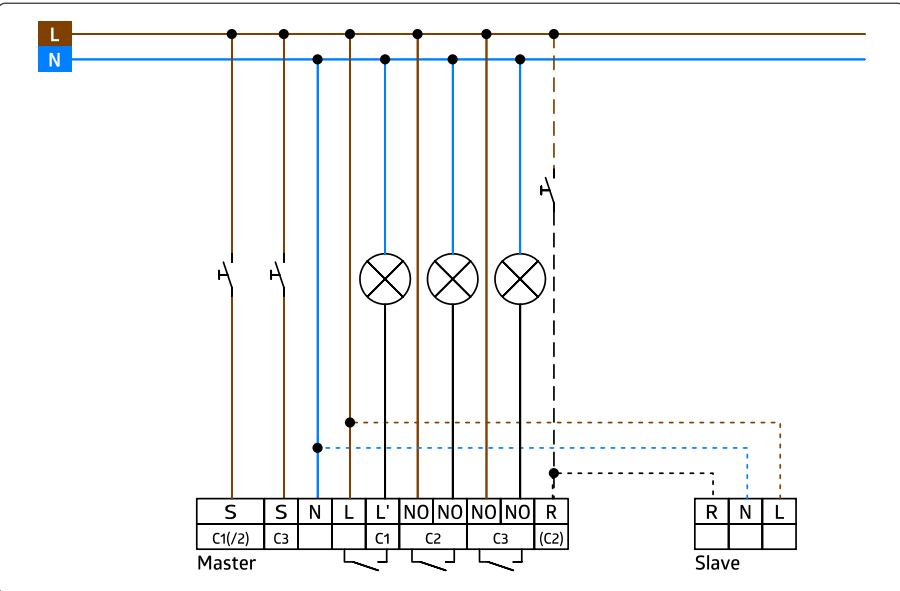 L
N
S S N L L' NO NO NO NO R R N L
C1(/2) C3 C1 C2 C3 (C2)
Master Slave